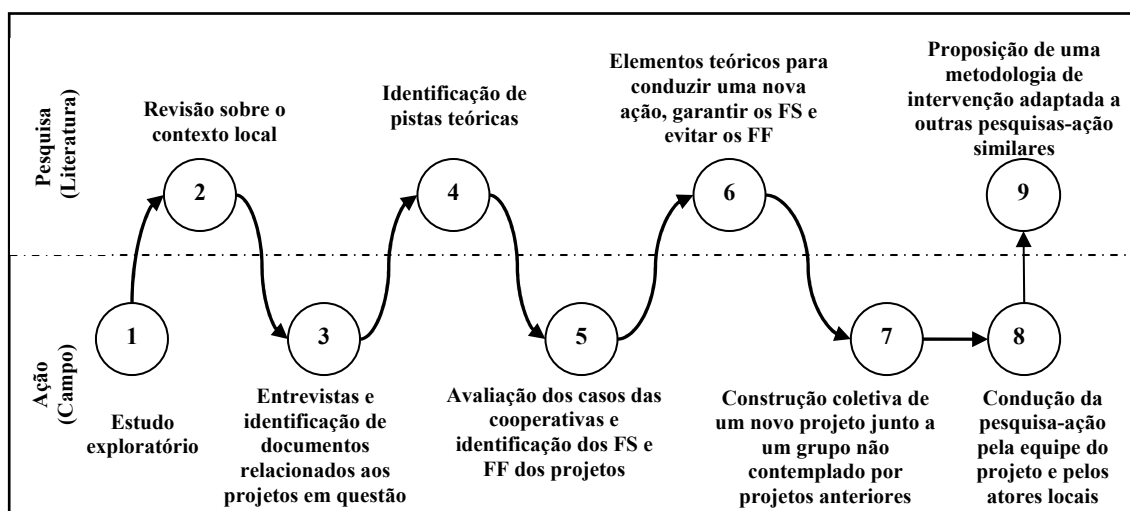 Pesquisa
(Literatura)
Revisão sobre o
contexto local
Identificação de
pistas teóricas
Elementos teóricos para
conduzir uma nova
ação, garantir os FS e
evitar os FF
Proposição de uma
metodologia de
intervenção adaptada a
outras pesquisas-ação
similares
2
4
6
9
Ação
(Campo)
1
3
5
7
8
Estudo
exploratório
Entrevistas e
identificação de
documentos
relacionados aos
projetos em questão
Avaliação dos casos das
cooperativas e
identificação dos FS e
FF dos projetos
Construção coletiva de
um novo projeto junto a
um grupo não
contemplado por
projetos anteriores
Condução da
pesquisa-ação
pela equipe do
projeto e pelos
atores locais